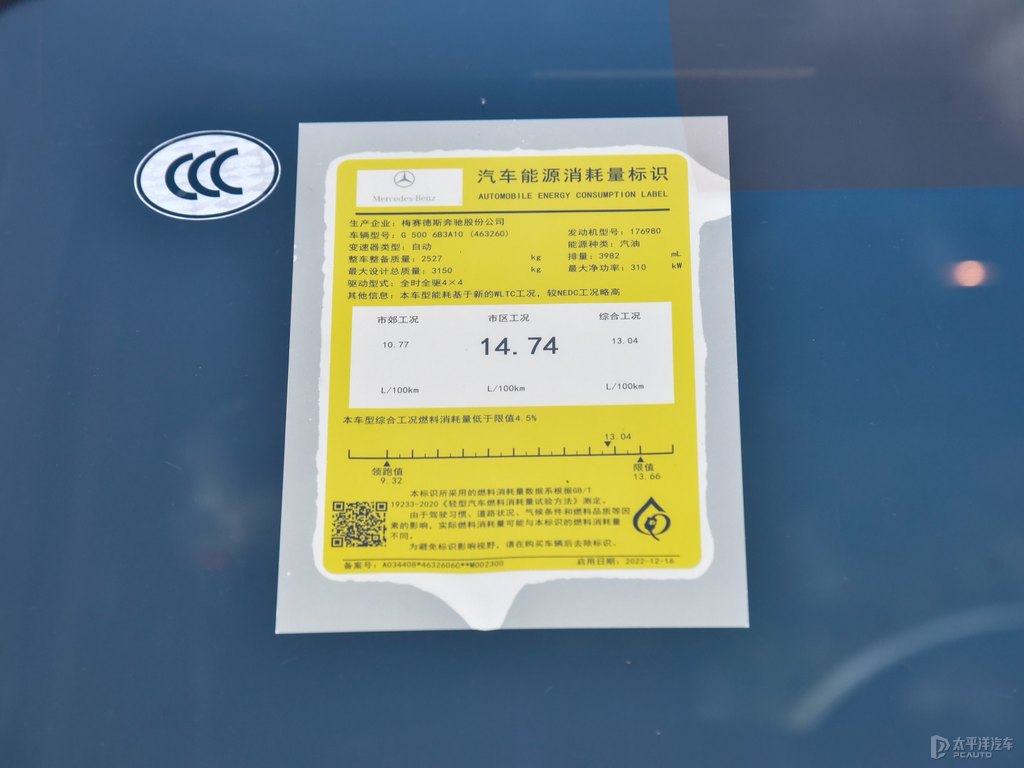 CCC
Mercedes-Benz
汽车能源消耗量标识
AUTOMOBILE ENERGY CONSUMPTION LABEL
生产企业：梅赛德斯奔驰股份公司
车辆型号：G 500 6B3A10 (463260)
发动机型号：176980
变速器类型：自动
能源种类：汽油
整车整备质量：2527 kg
排量：3982 mL
最大设计总质量：3150 kg
最大净功率：310 kW
驱动型式：全时全驱4×4
其他信息：本车型能耗基于新的WLTC工况，较NEDC工况略高
市郊工况 市区工况 综合工况
10.77 14.74 13.04
L/100km L/100km L/100km
本车型综合工况燃料消耗量低于限值4.5%
13.04
领跑值 限值
9.32 13.66
本标识所采用的燃料消耗量数据系根据GB/T
19233-2020《轻型汽车燃料消耗量试验方法》测定。
由于驾驶习惯、道路状况、气候条件和燃料品质等因
素的影响，实际燃料消耗量可能与本标识的燃料消耗量
不同。
为避免标识影响视野，请在购买车辆后去除标识。
备案号：A034408*4632606C**M002300 启用日期：2022-12-16
太平洋汽车
PCAUTO